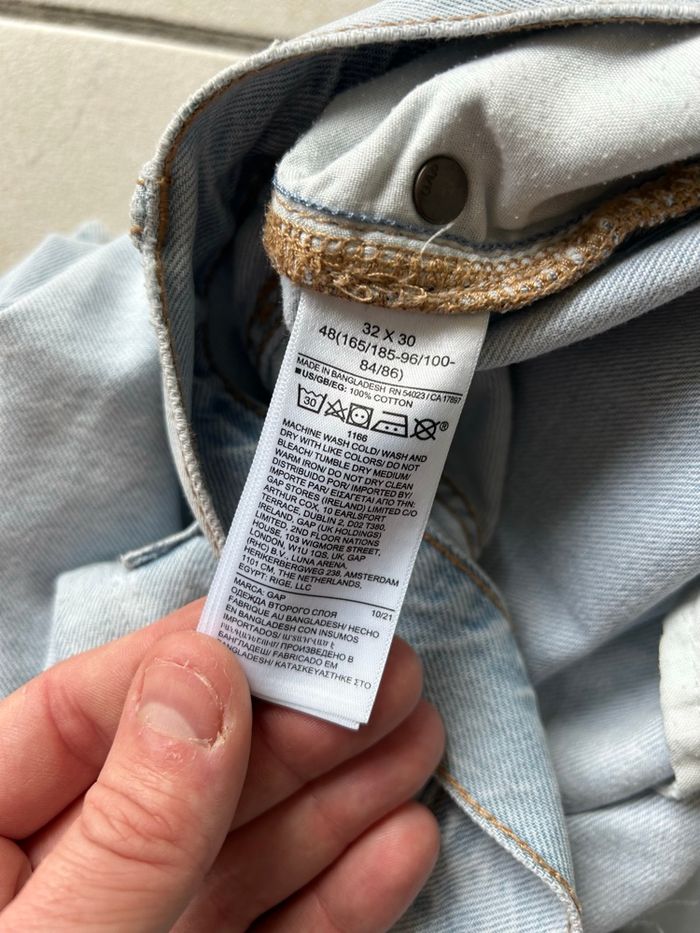 32 X 30
48(165/185-96/100-
84/86)
MADE IN BANGLADESH RN 54023 / CA 17897
US/GB/EG: 100% COTTON
30 ®
1166
MACHINE WASH COLD/ WASH AND
DRY WITH LIKE COLORS/ DO NOT
BLEACH/ TUMBLE DRY MEDIUM/
WARM IRON/ DO NOT DRY CLEAN
DISTRIBUIDO POR/ IMPORTED BY/
IMPORTE PAR/ ΕΙΣΑΓΕΤΑΙ ΑΠΟ ΤΗΝ:
GAP STORES (IRELAND) LIMITED C/O
ARTHUR COX, 10 EARLSFORT
TERRACE, DUBLIN 2, D02 T380,
IRELAND, GAP (UK HOLDINGS)
LIMITED, 2ND FLOOR NATIONS
HOUSE, 103 WIGMORE STREET,
LONDON, W1U 1QS, UK, GAP
(RHC) B.V., LUNA ARENA,
HERIKERBERGWEG 238, AMSTERDAM
1101 CM, THE NETHERLANDS,
EGYPT: RIGE, LLC
MARCA: GAP 10/21
ОДЕЖДА ВТОРОГО СЛОЯ
FABRIQUE AU BANGLADESH/ HECHO
EN BANGLADESH CON INSUMOS
IMPORTADOS/
ПРОИЗВЕДЕНО В
БАНГЛАДЕШ/ FABRICADO EM
BANGLADESH/ ΚΑΤΑΣΚΕΥΑΣΤΗΚΕ ΣΤΟ